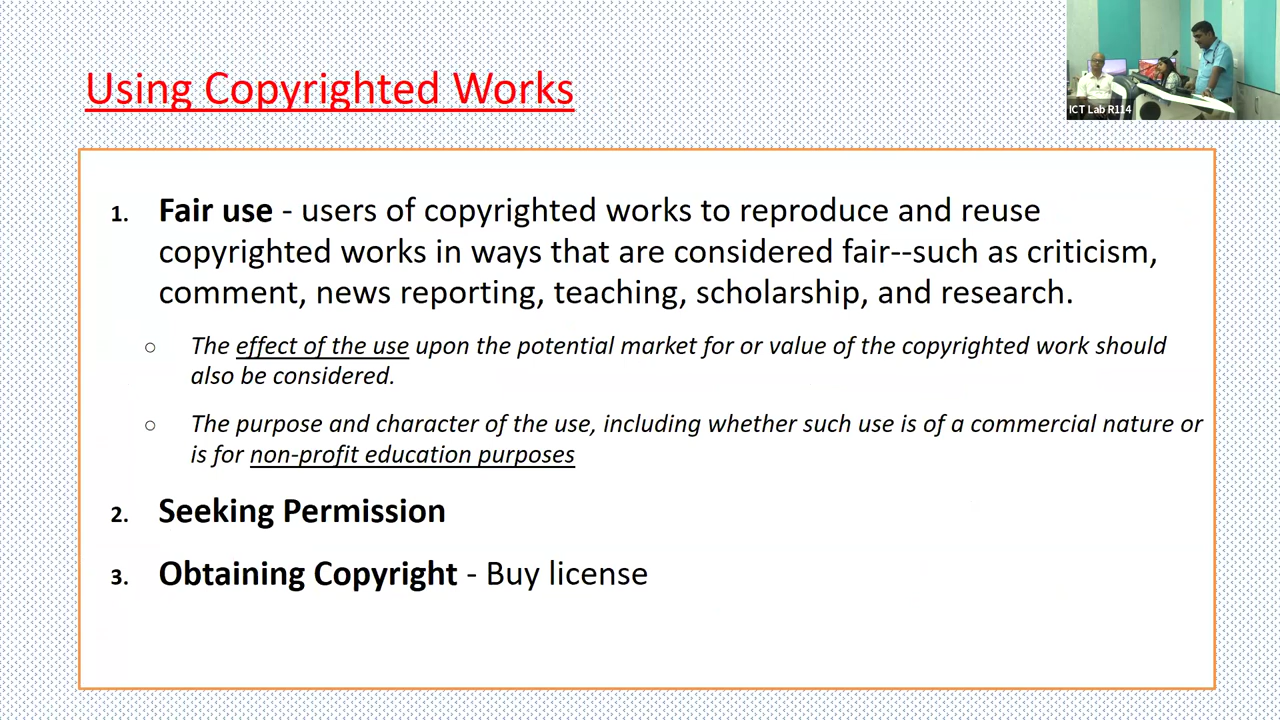 Using Copyrighted Works
ICT Lab R114
1. Fair use - users of copyrighted works to reproduce and reuse
copyrighted works in ways that are considered fair--such as criticism,
comment, news reporting, teaching, scholarship, and research.
○ The effect of the use upon the potential market for or value of the copyrighted work should
also be considered.
○ The purpose and character of the use, including whether such use is of a commercial nature or
is for non-profit education purposes
2. Seeking Permission
3. Obtaining Copyright - Buy license